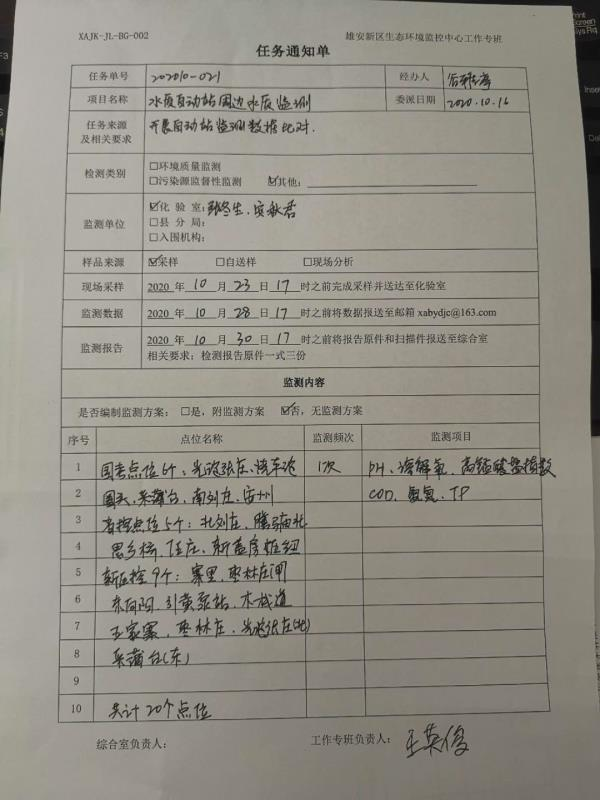 XAJK-JL-BG-002 雄安新区生态环境监控中心工作专班
任务通知单
任务单号 202010-021 经办人
项目名称 水质自动站周边水质监测 委派日期 2020.10.16
任务来源及相关要求 开展自动站监测数据比对.
检测类别 □环境质量监测
□污染源监督性监测 ☑其他:
监测单位 ☑化 验 室: 张冬生、安秋君
□县 分 局:
□入围机构:
样品来源 ☑采样 □自送样 □现场分析
现场采样 2020 年 10 月 23 日 17 时之前完成采样并送达至化验室
监测数据 2020 年 10 月 28 日 17 时之前将数据报送至邮箱 xabydjc@163.com
监测报告 2020 年 10 月 30 日 17 时之前将报告原件和扫描件报送至综合室
相关要求: 检测报告原件一式三份
监测内容
是否编制监测方案: □是, 附监测方案 ☑否, 无监测方案
序号 点位名称 监测频次 监测项目
1 国考点位6个: 光淀张庄、烧车淀 1次 pH、溶解氧、高锰酸盐指数
2 圈头、采蒲台、南刘庄、安州 COD、氨氮、TP
3 省控点位5个: 北刘庄、
4 思乡桥、任庄、新盖房枢纽
5 新区控9个: 寨里、枣林庄闸
6 东向阳、引黄泵站、木栈道
7 王家寨、枣林庄、光淀张庄(北)
8 采蒲台(东)
9
10 共计20个点位
综合室负责人: 工作专班负责人: 王英俊